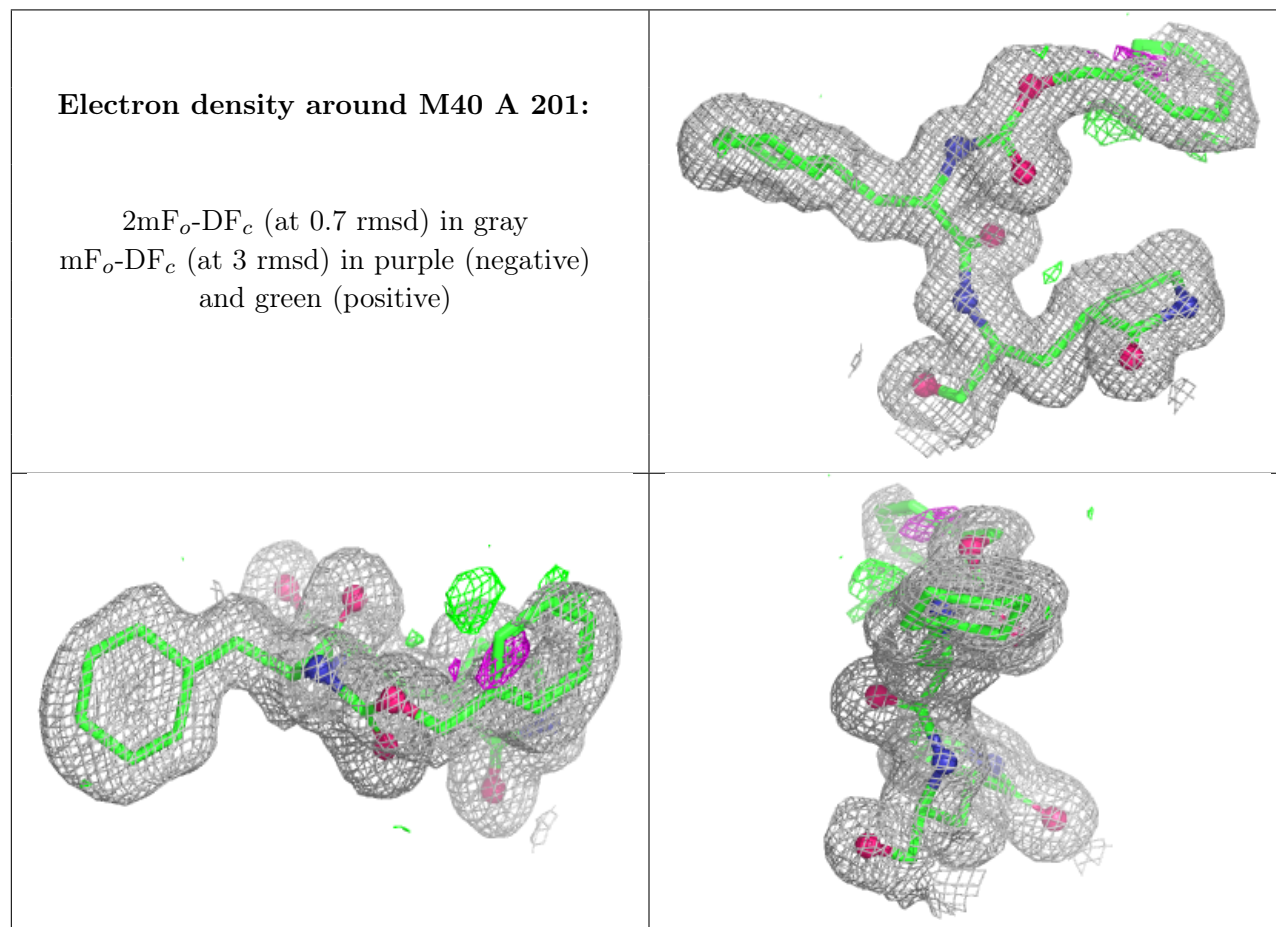 Electron density around M40 A 201:
2mFo-DFc (at 0.7 rmsd) in gray
mFo-DFc (at 3 rmsd) in purple (negative)
and green (positive)